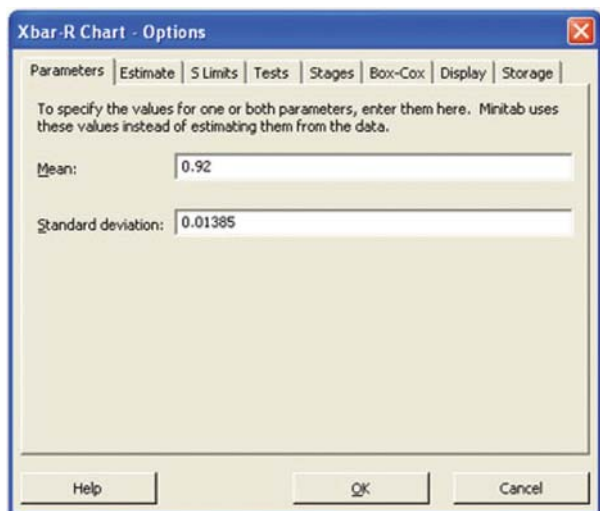 Xbar-R Chart - Options
Parameters Estimate S Limits Tests Stages Box-Cox Display Storage
To specify the values for one or both parameters, enter them here. Minitab uses
these values instead of estimating them from the data.
Mean: 0.92
Standard deviation: 0.01385
Help OK Cancel